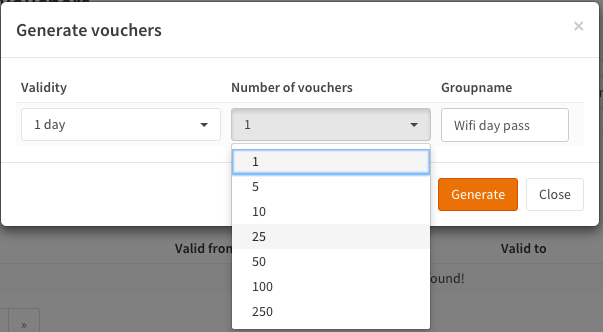 Generate vouchers
×
Validity Number of vouchers Groupname
1 day 1 Wifi day pass
1
5
10
25
50
100
250
Generate Close
Valid from Valid to
ound!
»